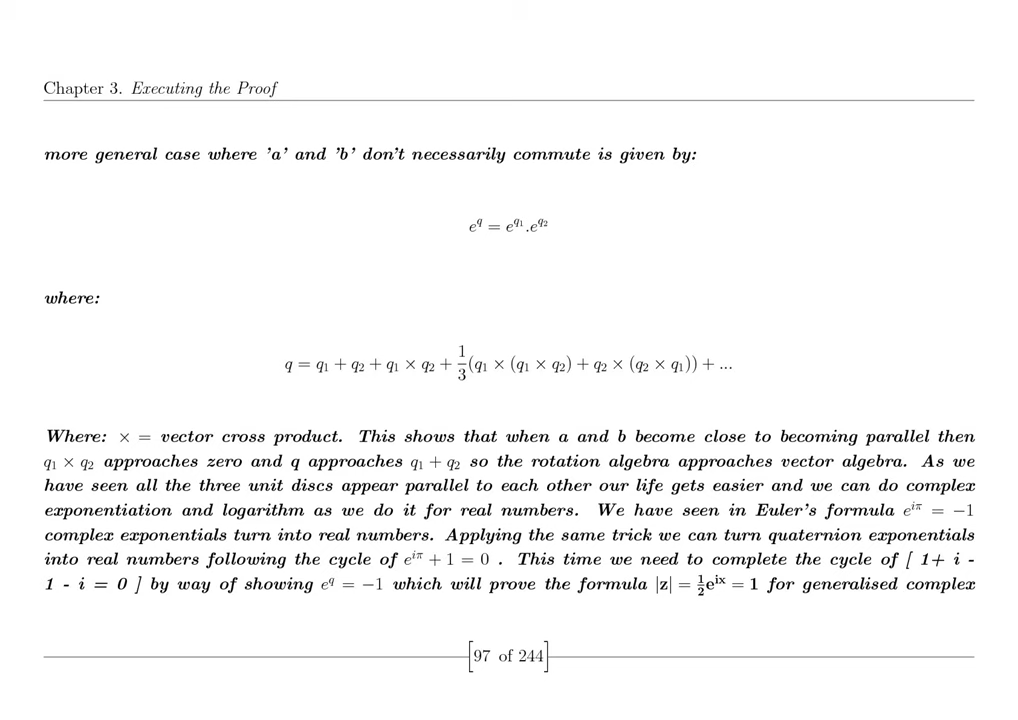 Chapter 3. Executing the Proof
more general case where 'a' and 'b' don't necessarily commute is given by:
e^q = e^{q_1}.e^{q_2}
where:
q = q_1 + q_2 + q_1 × q_2 + \frac{1}{3}(q_1 × (q_1 × q_2) + q_2 × (q_2 × q_1)) + ...
Where: × = vector cross product. This shows that when a and b become close to becoming parallel then
q_1 × q_2 approaches zero and q approaches q_1 + q_2 so the rotation algebra approaches vector algebra. As we
have seen all the three unit discs appear parallel to each other our life gets easier and we can do complex
exponentiation and logarithm as we do it for real numbers. We have seen in Euler's formula e^{iπ} = −1
complex exponentials turn into real numbers. Applying the same trick we can turn quaternion exponentials
into real numbers following the cycle of e^{iπ} + 1 = 0 . This time we need to complete the cycle of [ 1+ i -
1 - i = 0 ] by way of showing e^q = −1 which will prove the formula |z| = \frac{1}{2}e^{ix} = 1 for generalised complex
[97 of 244]